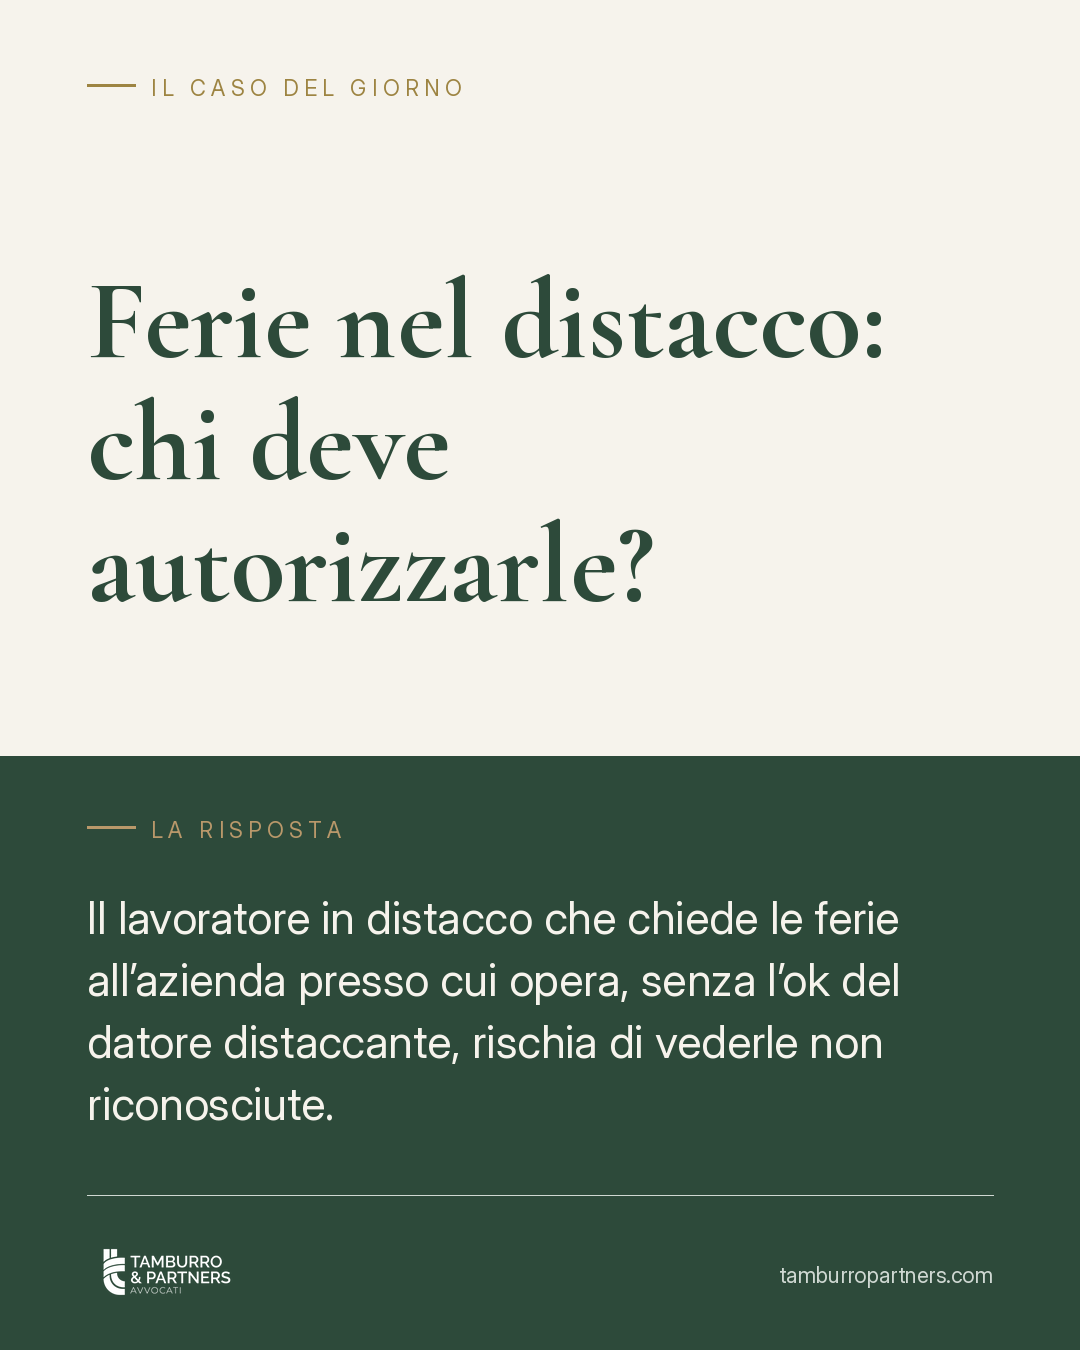 IL CASO DEL GIORNO
Ferie nel distacco:
chi deve
autorizzarle?
LA RISPOSTA
Il lavoratore in distacco che chiede le ferie
all’azienda presso cui opera, senza l’ok del
datore distaccante, rischia di vederle non
riconosciute.
TAMBURRO
& PARTNERS
AVVOCATI
tamburropartners.com